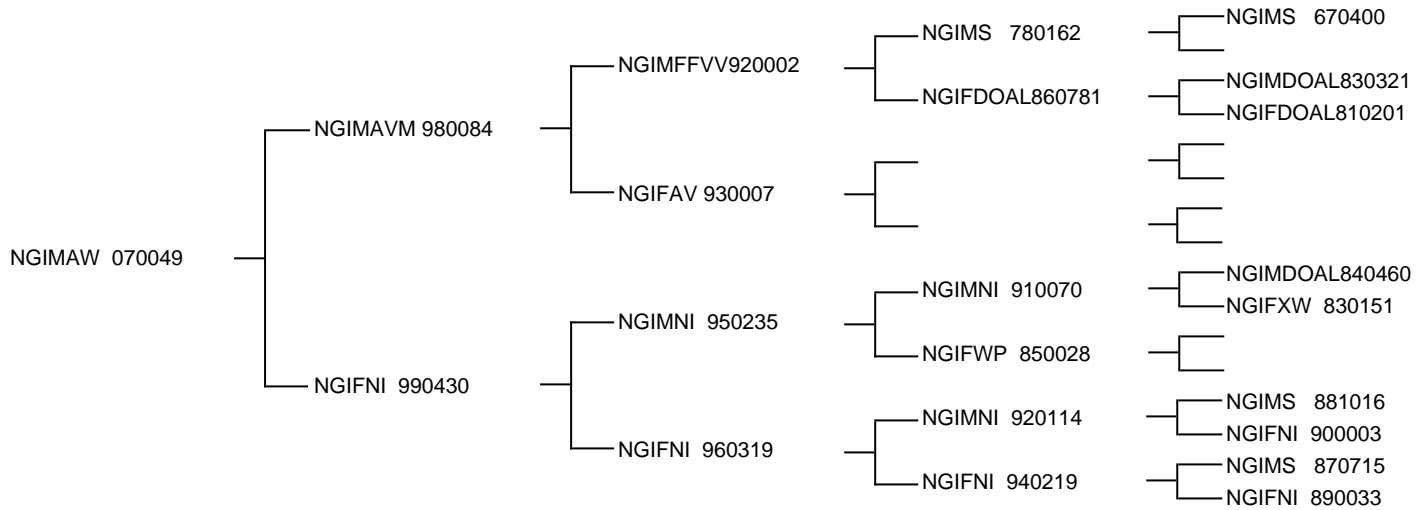 NGIMS 670400
NGIMS 780162
NGIMFFVV920002
NGIMDOAL830321
NGIFDOAL860781
NGIFDOAL810201
NGIMAVM 980084
NGIFAV 930007
NGIMAW 070049
NGIMDOAL840460
NGIMNI 910070
NGIFXW 830151
NGIMNI 950235
NGIFWP 850028
NGIFNI 990430
NGIMS 881016
NGIMNI 920114
NGIFNI 900003
NGIFNI 960319
NGIMS 870715
NGIFNI 940219
NGIFNI 890033